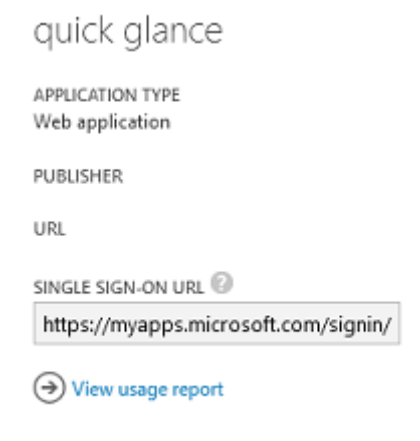 quick glance
APPLICATION TYPE
Web application
PUBLISHER
URL
SINGLE SIGN-ON URL ?
https://myapps.microsoft.com/signin/
View usage report